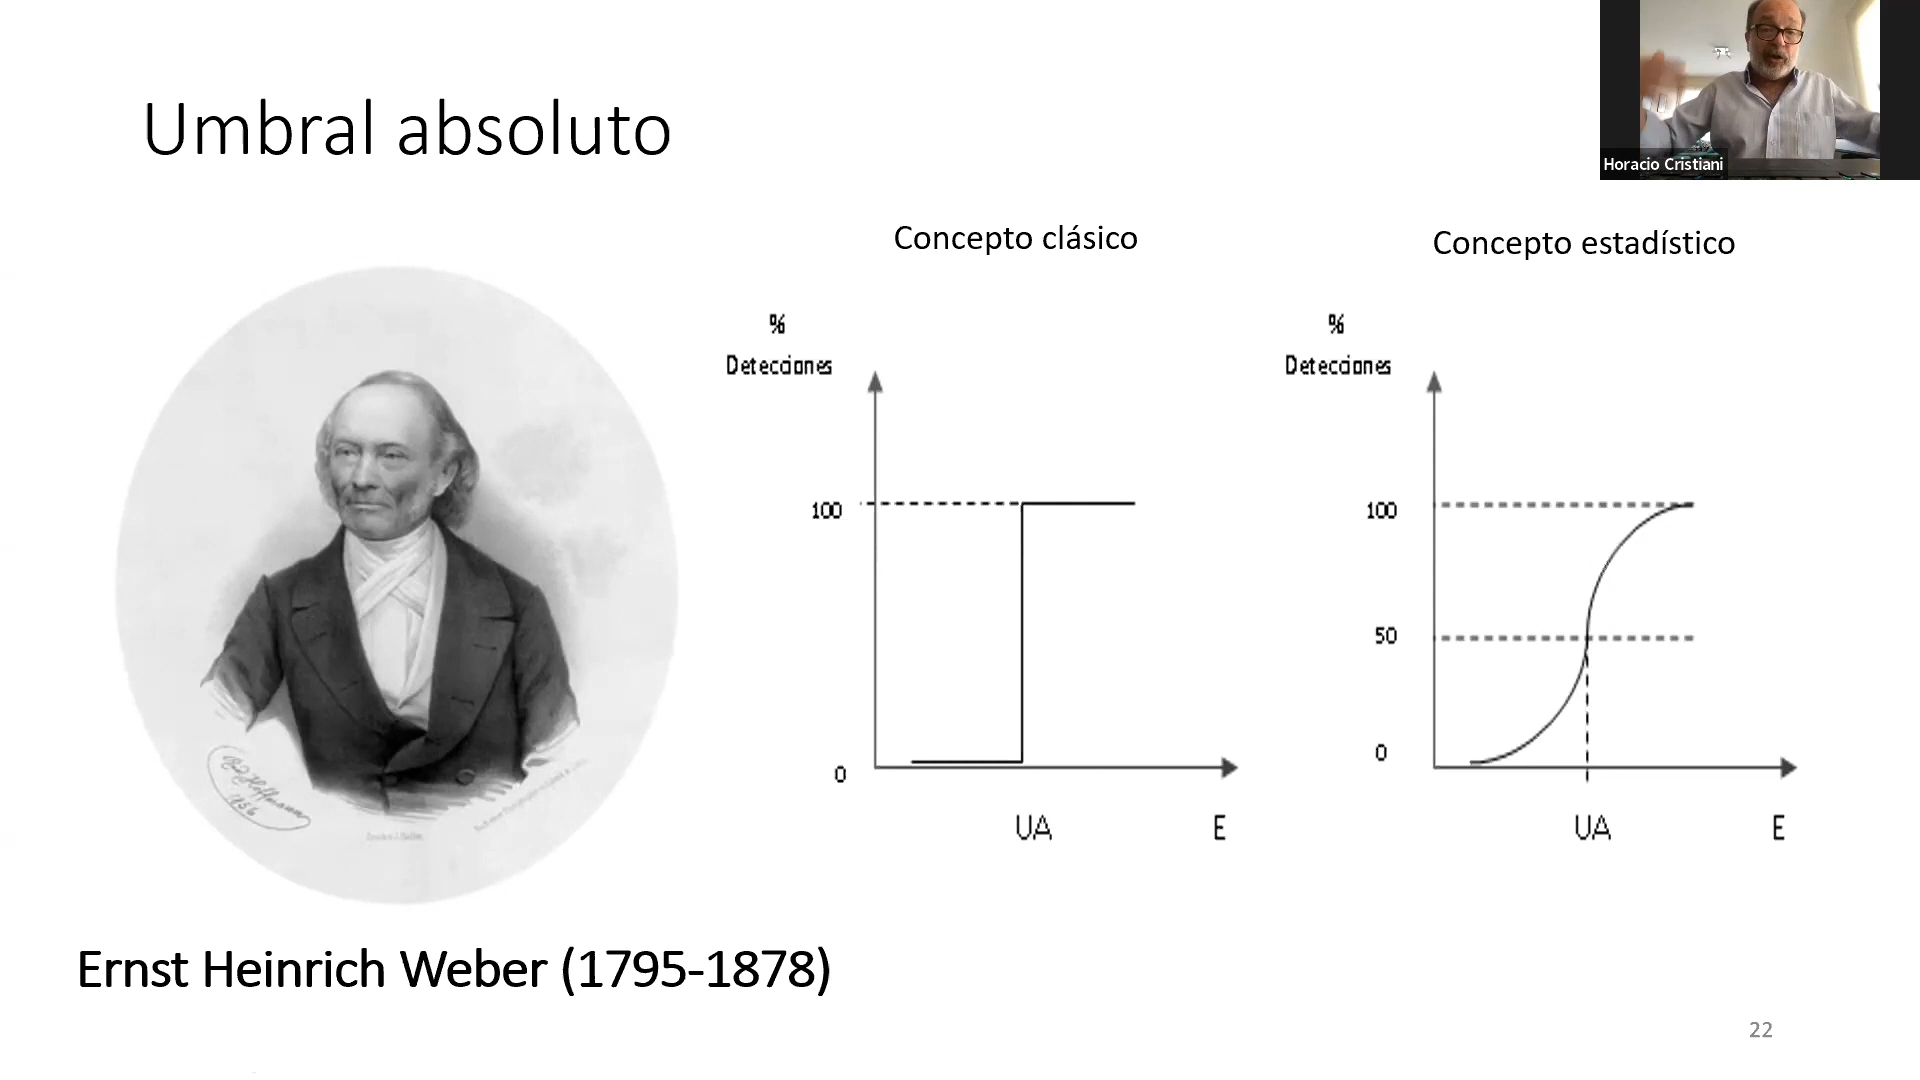 Umbral absoluto
Horacio Cristiani
Concepto clásico
Concepto estadístico
%
Detecciones
100
0
UA
E
%
Detecciones
100
50
0
UA
E
1856
Ernst Heinrich Weber (1795-1878)
22